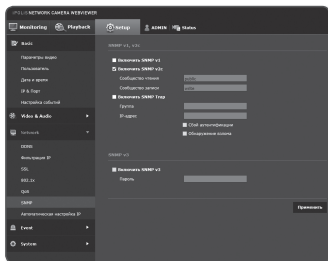 iPOLiS NETWORK CAMERA WEBVIEWER
Monitoring
Playback
Setup
ADMIN
Status
Basic
Параметры видео
Пользователь
Дата и время
IP & Порт
Настройка событий
Video & Audio
Network
DDNS
Фильтрация IP
SSL
802.1x
QoS
SNMP
Автоматическая настройка IP
Event
System
SNMP v1, v2c
Включить SNMP v1
Включить SNMP v2c
Сообщество чтения
public
Сообщество записи
Включить SNMP Trap
Группа
IP-адрес
Сбой аутентификации
Обнаружение взлома
SNMP v3
Включить SNMP v3
Пароль
Применить